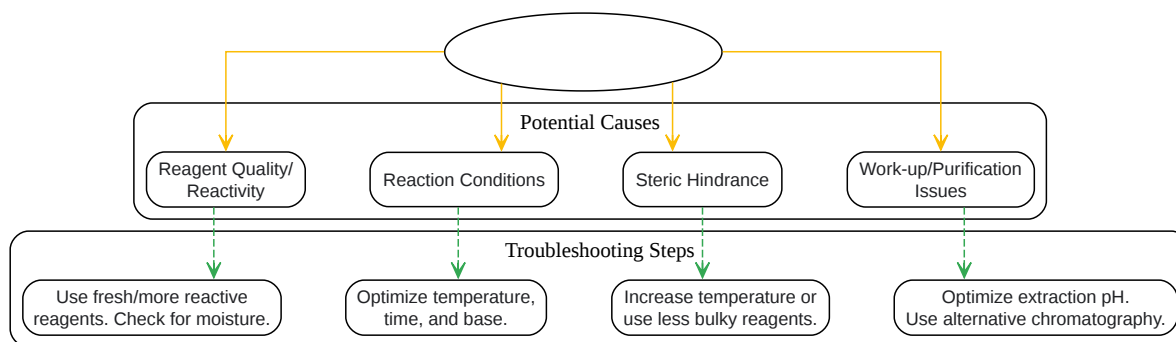 Potential Causes
Reagent Quality/
Reactivity
Reaction Conditions
Steric Hindrance
Work-up/Purification
Issues
Troubleshooting Steps
Use fresh/more reactive
reagents. Check for moisture.
Optimize temperature,
time, and base.
Increase temperature or
use less bulky reagents.
Optimize extraction pH.
Use alternative chromatography.